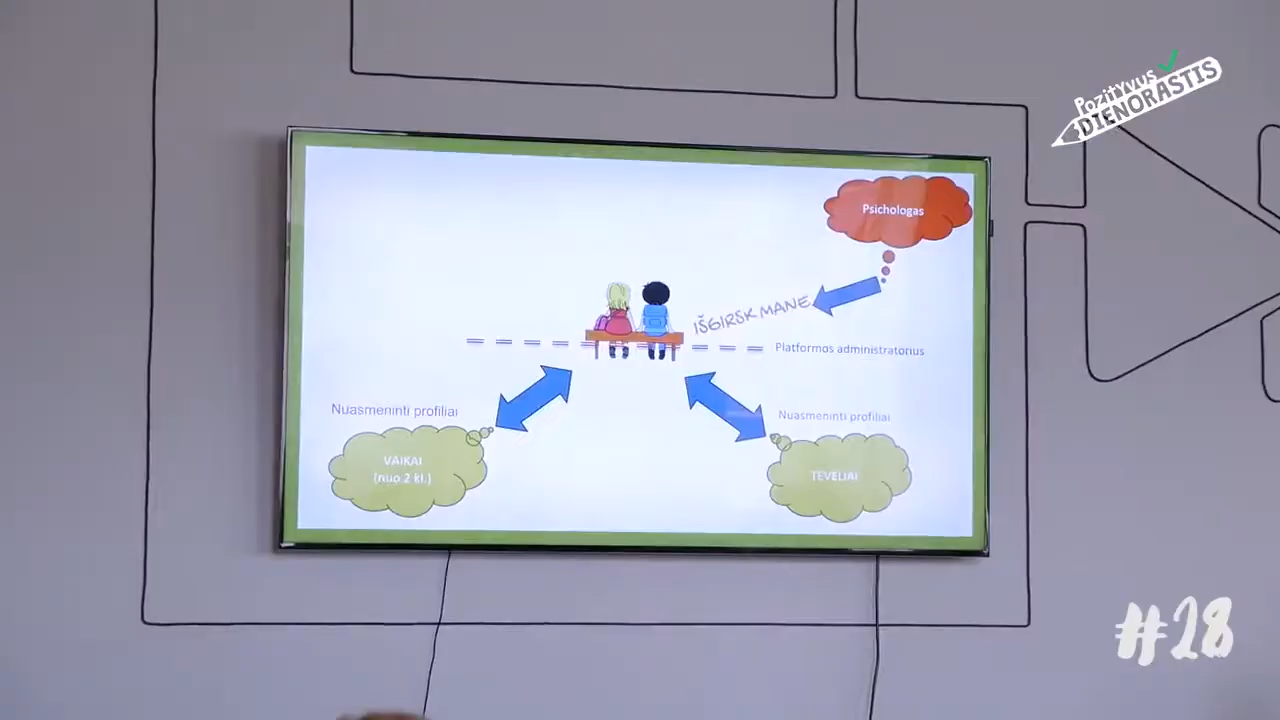 Pozityvus
DIENORAŠTIS
Psichologas
IŠGIRSK MANE
Platformos administratorius
Nuasmeninti profiliai
Nuasmeninti profiliai
VAIKAI
(nuo 2 kl.)
TĖVELIAI
#28